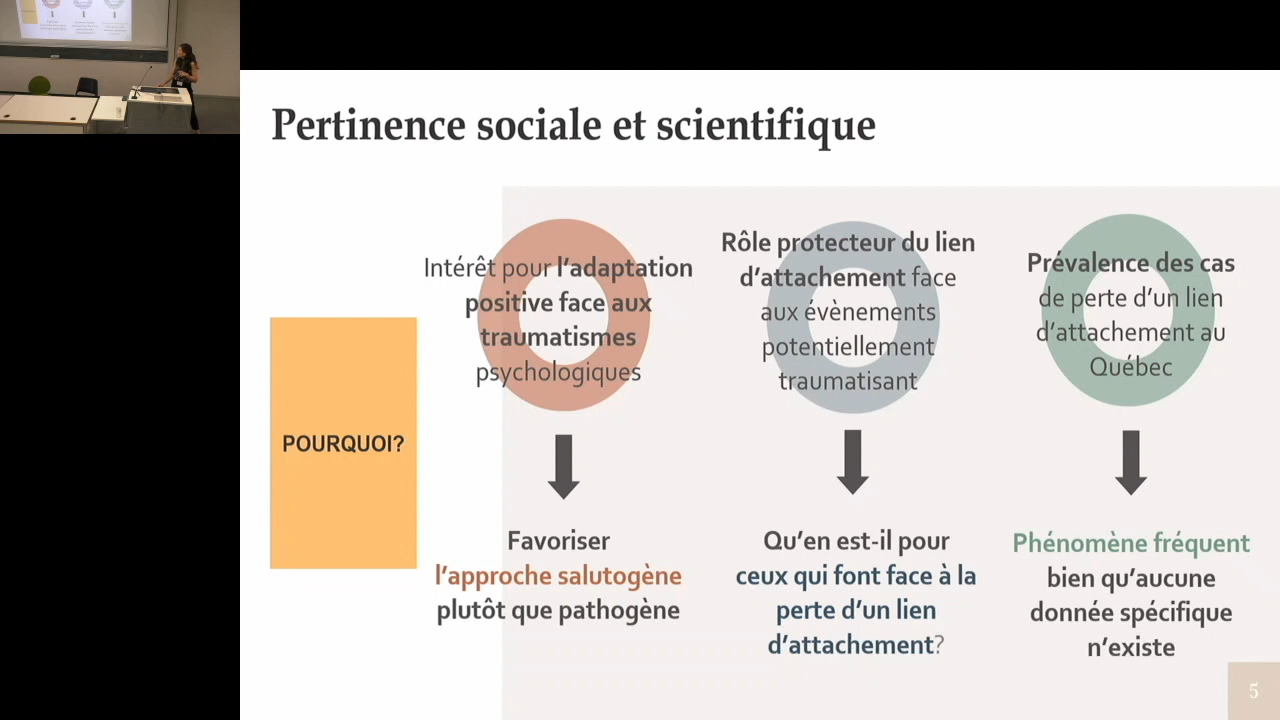 Pertinence sociale et scientifique
POURQUOI?
Intérêt pour l'adaptation
positive face aux
traumatismes
psychologiques
Favoriser
l'approche salutogène
plutôt que pathogène
Rôle protecteur du lien
d'attachement face
aux évènements
potentiellement
traumatisant
Qu'en est-il pour
ceux qui font face à la
perte d'un lien
d'attachement?
Prévalence des cas
de perte d'un lien
d'attachement au
Québec
Phénomène fréquent
bien qu'aucune
donnée spécifique
n'existe
5